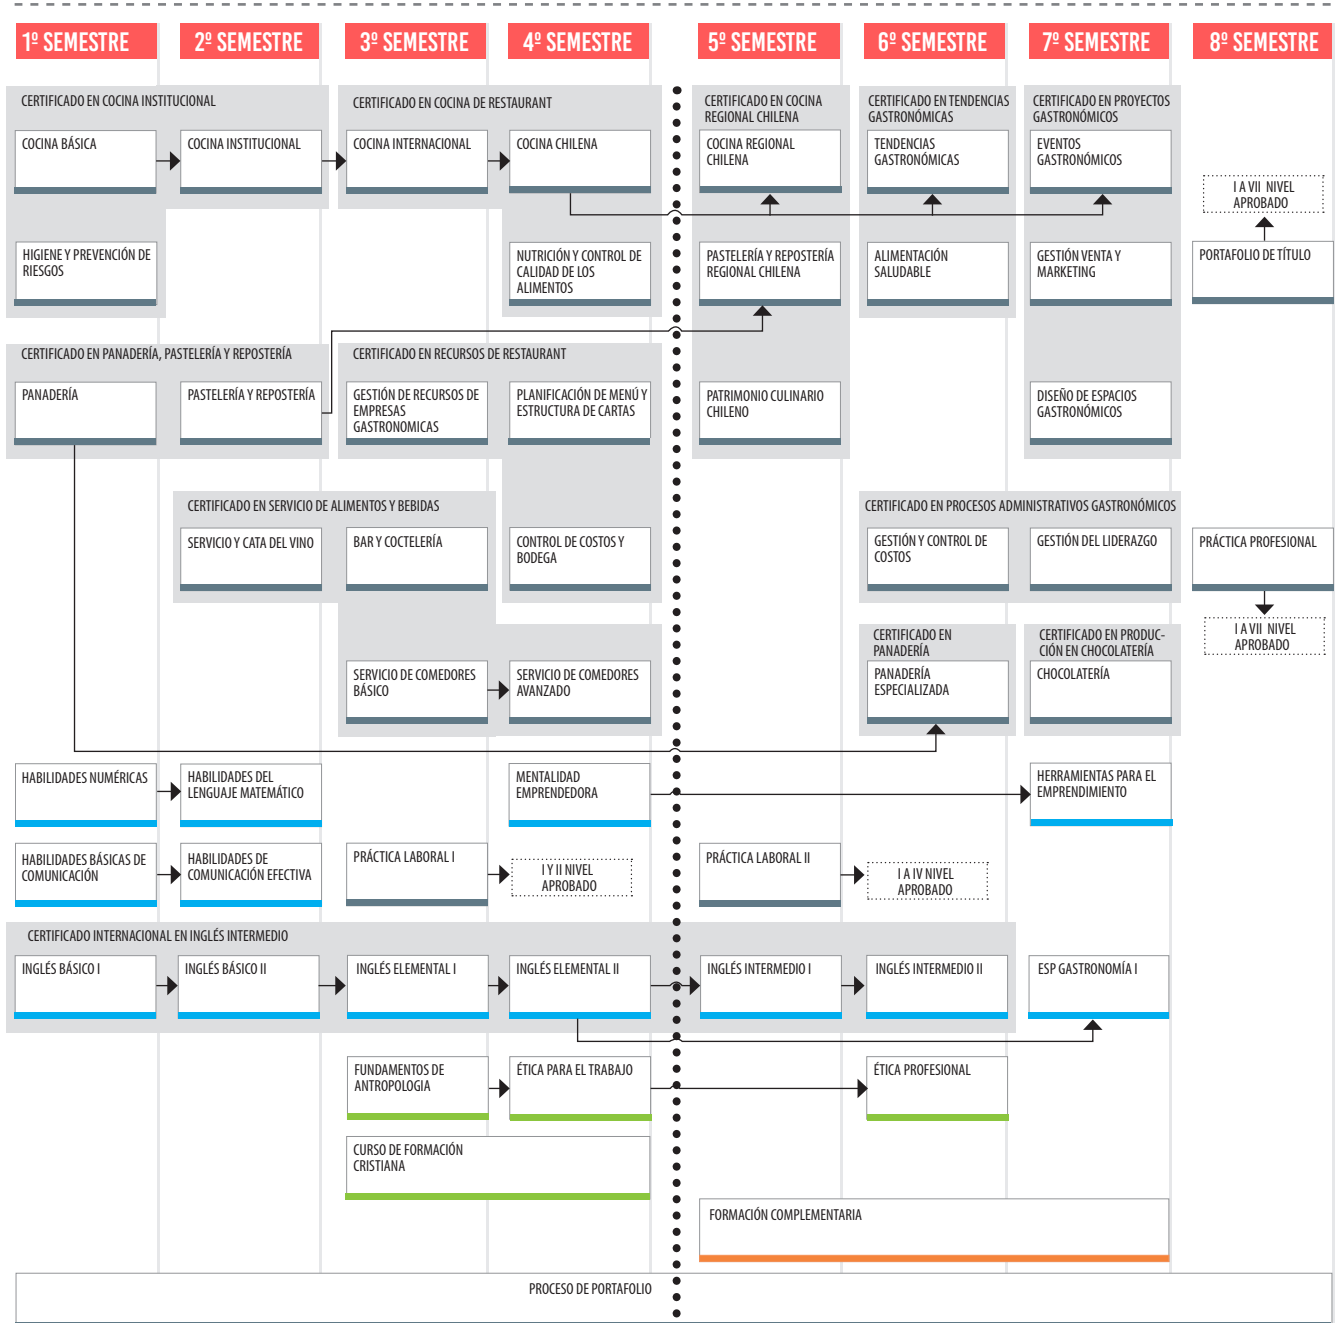 1º SEMESTRE
2º SEMESTRE
3º SEMESTRE
4º SEMESTRE
5º SEMESTRE
6º SEMESTRE
7º SEMESTRE
8º SEMESTRE
CERTIFICADO EN COCINA INSTITUCIONAL
CERTIFICADO EN COCINA DE RESTAURANT
CERTIFICADO EN COCINA
REGIONAL CHILENA
CERTIFICADO EN TENDENCIAS
GASTRONÓMICAS
CERTIFICADO EN PROYECTOS
GASTRONÓMICOS
COCINA BÁSICA
COCINA INSTITUCIONAL
COCINA INTERNACIONAL
COCINA CHILENA
COCINA REGIONAL
CHILENA
TENDENCIAS
GASTRONÓMICAS
EVENTOS
GASTRONÓMICOS
I A VII NIVEL
APROBADO
HIGIENE Y PREVENCIÓN DE
RIESGOS
NUTRICIÓN Y CONTROL DE
CALIDAD DE LOS
ALIMENTOS
PASTELERÍA Y REPOSTERÍA
REGIONAL CHILENA
ALIMENTACIÓN
SALUDABLE
GESTIÓN VENTA Y
MARKETING
PORTAFOLIO DE TÍTULO
CERTIFICADO EN PANADERÍA, PASTELERÍA Y REPOSTERÍA
CERTIFICADO EN RECURSOS DE RESTAURANT
PANADERÍA
PASTELERÍA Y REPOSTERÍA
GESTIÓN DE RECURSOS DE
EMPRESAS
GASTRONOMICAS
PLANIFICACIÓN DE MENÚ Y
ESTRUCTURA DE CARTAS
PATRIMONIO CULINARIO
CHILENO
DISEÑO DE ESPACIOS
GASTRONÓMICOS
CERTIFICADO EN SERVICIO DE ALIMENTOS Y BEBIDAS
CERTIFICADO EN PROCESOS ADMINISTRATIVOS GASTRONÓMICOS
SERVICIO Y CATA DEL VINO
BAR Y COCTELERÍA
CONTROL DE COSTOS Y
BODEGA
GESTIÓN Y CONTROL DE
COSTOS
GESTIÓN DEL LIDERAZGO
PRÁCTICA PROFESIONAL
I A VII NIVEL
APROBADO
CERTIFICADO EN
PANADERÍA
CERTIFICADO EN PRODUC-
CIÓN EN CHOCOLATERÍA
SERVICIO DE COMEDORES
BÁSICO
SERVICIO DE COMEDORES
AVANZADO
PANADERÍA
ESPECIALIZADA
CHOCOLATERÍA
HABILIDADES NUMÉRICAS
HABILIDADES DEL
LENGUAJE MATEMÁTICO
MENTALIDAD
EMPRENDEDORA
HERRAMIENTAS PARA EL
EMPRENDIMIENTO
HABILIDADES BÁSICAS DE
COMUNICACIÓN
HABILIDADES DE
COMUNICACIÓN EFECTIVA
PRÁCTICA LABORAL I
I Y II NIVEL
APROBADO
PRÁCTICA LABORAL II
I A IV NIVEL
APROBADO
CERTIFICADO INTERNACIONAL EN INGLÉS INTERMEDIO
INGLÉS BÁSICO I
INGLÉS BÁSICO II
INGLÉS ELEMENTAL I
INGLÉS ELEMENTAL II
INGLÉS INTERMEDIO I
INGLÉS INTERMEDIO II
ESP GASTRONOMÍA I
FUNDAMENTOS DE
ANTROPOLOGIA
ÉTICA PARA EL TRABAJO
ÉTICA PROFESIONAL
CURSO DE FORMACIÓN
CRISTIANA
FORMACIÓN COMPLEMENTARIA
PROCESO DE PORTAFOLIO